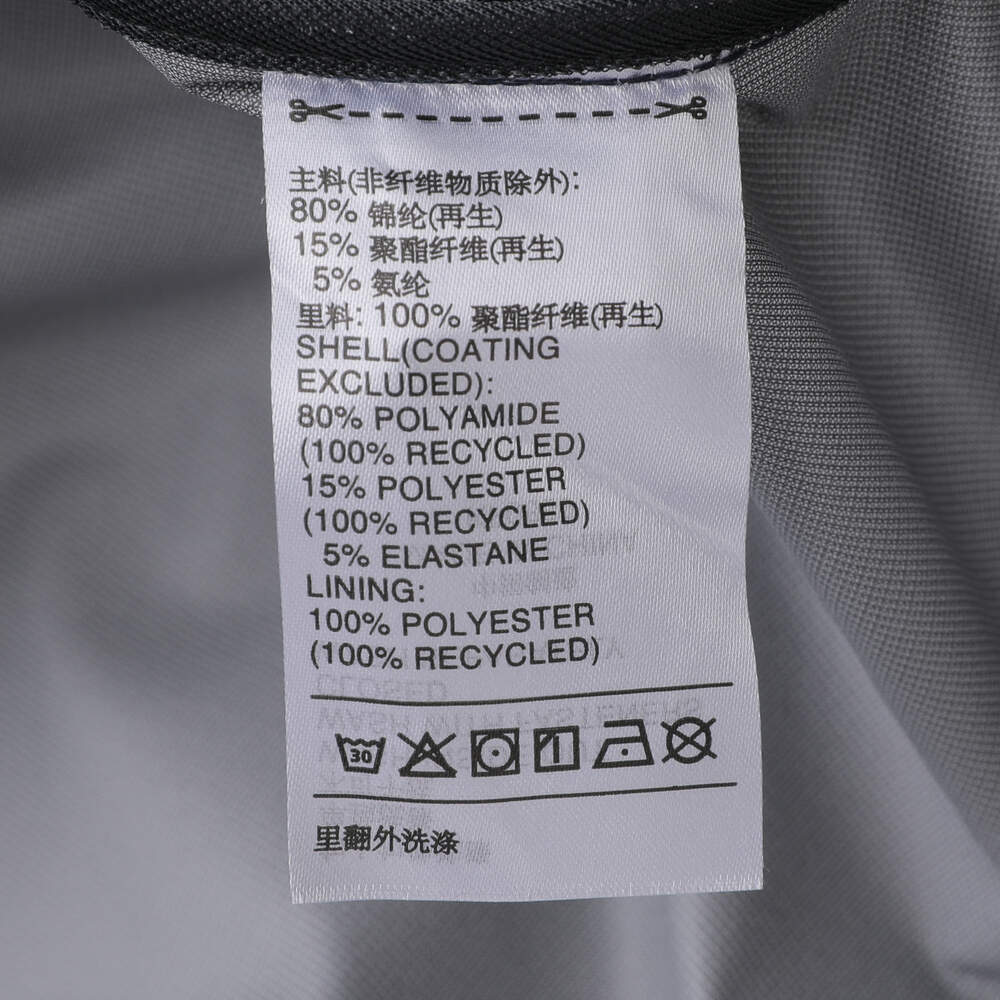 主料(非纤维物质除外):
80% 锦纶(再生)
15% 聚酯纤维(再生)
5% 氨纶
里料: 100% 聚酯纤维(再生)
SHELL(COATING
EXCLUDED):
80% POLYAMIDE
(100% RECYCLED)
15% POLYESTER
(100% RECYCLED)
5% ELASTANE
LINING:
100% POLYESTER
(100% RECYCLED)
30
里翻外洗涤